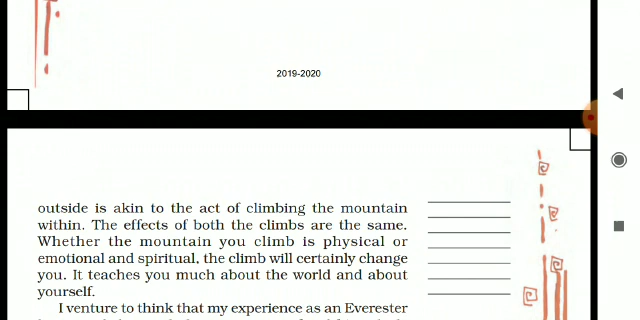 2019-2020
outside is akin to the act of climbing the mountain
within. The effects of both the climbs are the same.
Whether the mountain you climb is physical or
emotional and spiritual, the climb will certainly change
you. It teaches you much about the world and about
yourself.
I venture to think that my experience as an Everester